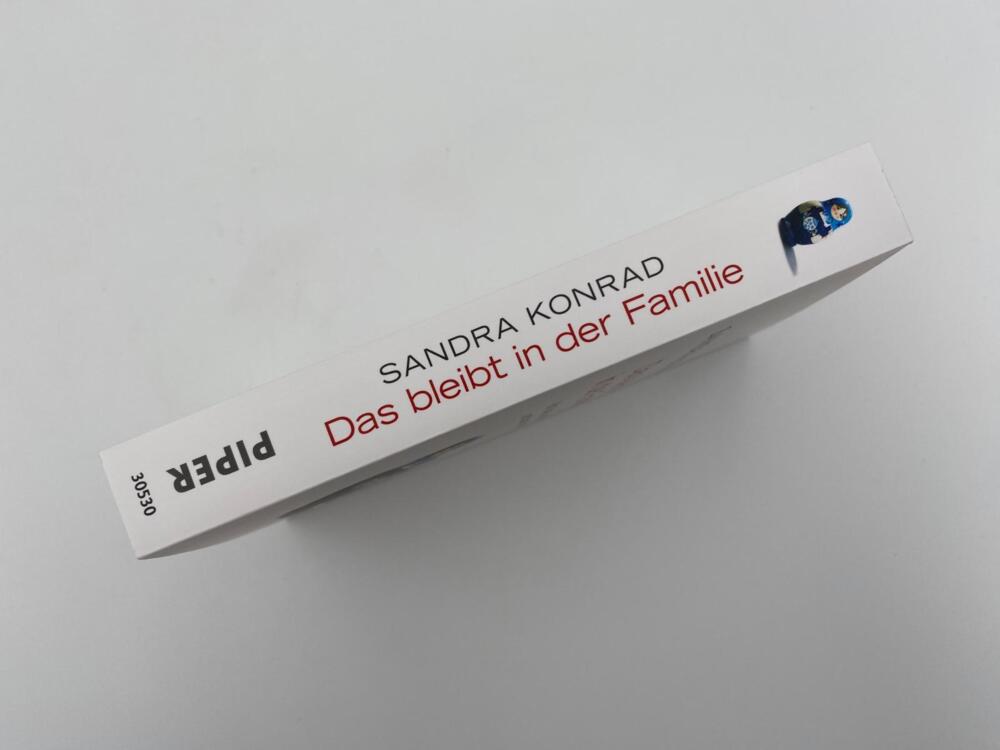 SANDRA KONRAD
Das bleibt in der Familie
PIPER
30530